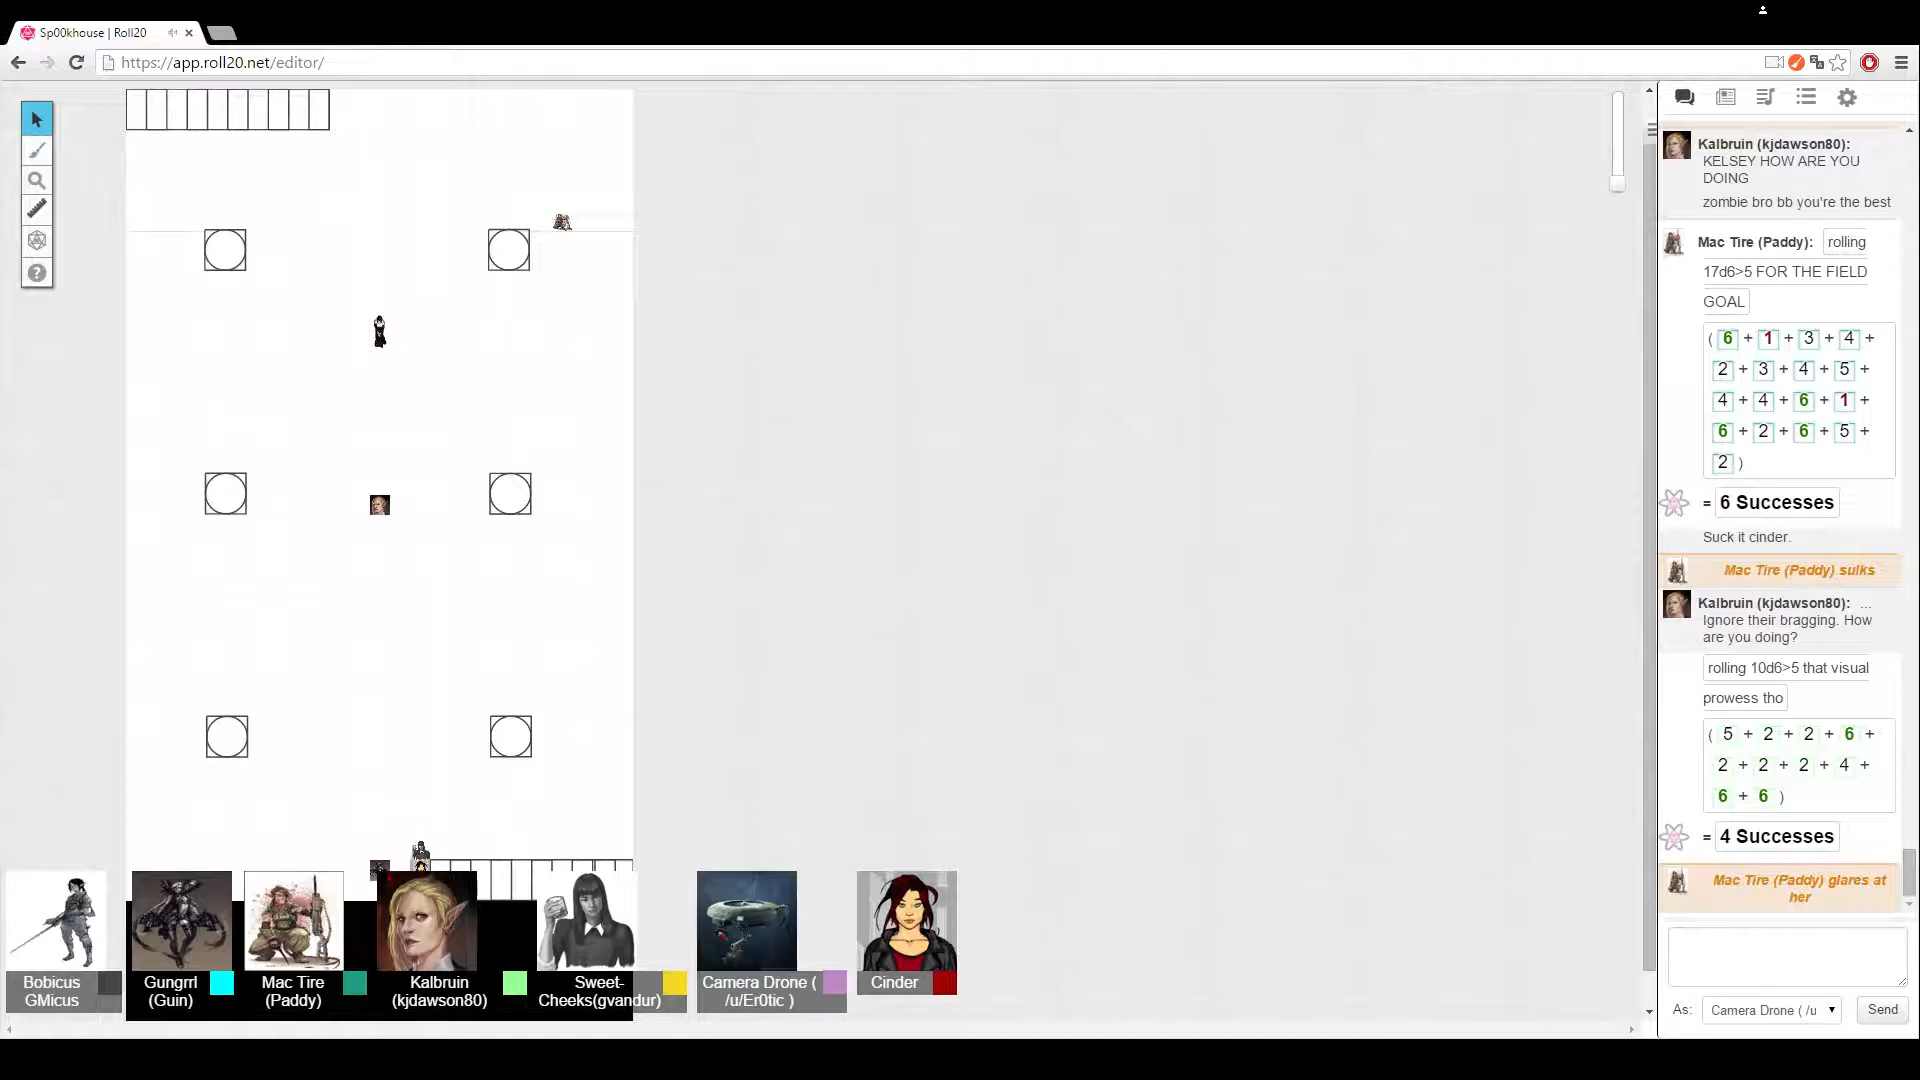 Sp00khouse | Roll20
https://app.roll20.net/editor/
Kalbruin (kjdawson80):
KELSEY HOW ARE YOU
DOING
zombie bro bb you're the best
Mac Tire (Paddy): rolling
17d6>5 FOR THE FIELD
GOAL
( 6 + 1 + 3 + 4 +
2 + 3 + 4 + 5 +
4 + 4 + 6 + 1 +
6 + 2 + 6 + 5 +
2 )
= 6 Successes
Suck it cinder.
Mac Tire (Paddy) sulks
Kalbruin (kjdawson80): ...
Ignore their bragging. How
are you doing?
rolling 10d6>5 that visual
prowess tho
( 5 + 2 + 2 + 6 +
2 + 2 + 2 + 4 +
6 + 6 )
= 4 Successes
Mac Tire (Paddy) glares at
her
Bobicus
GMicus
Gungrrl
(Guin)
Mac Tire
(Paddy)
Kalbruin
(kjdawson80)
Sweet-
Cheeks(gvandur)
Camera Drone (
/u/Er0tic )
Cinder
As: Camera Drone ( /u Send